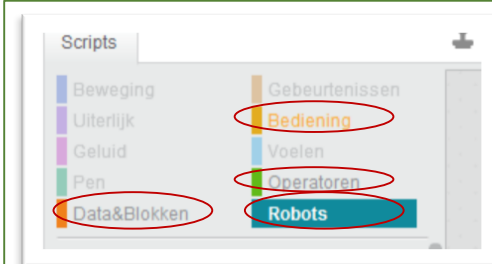 Scripts
Beweging Gebeurtenissen
Uiterlijk Bediening
Geluid Voelen
Pen Operatoren
Data&Blokken Robots